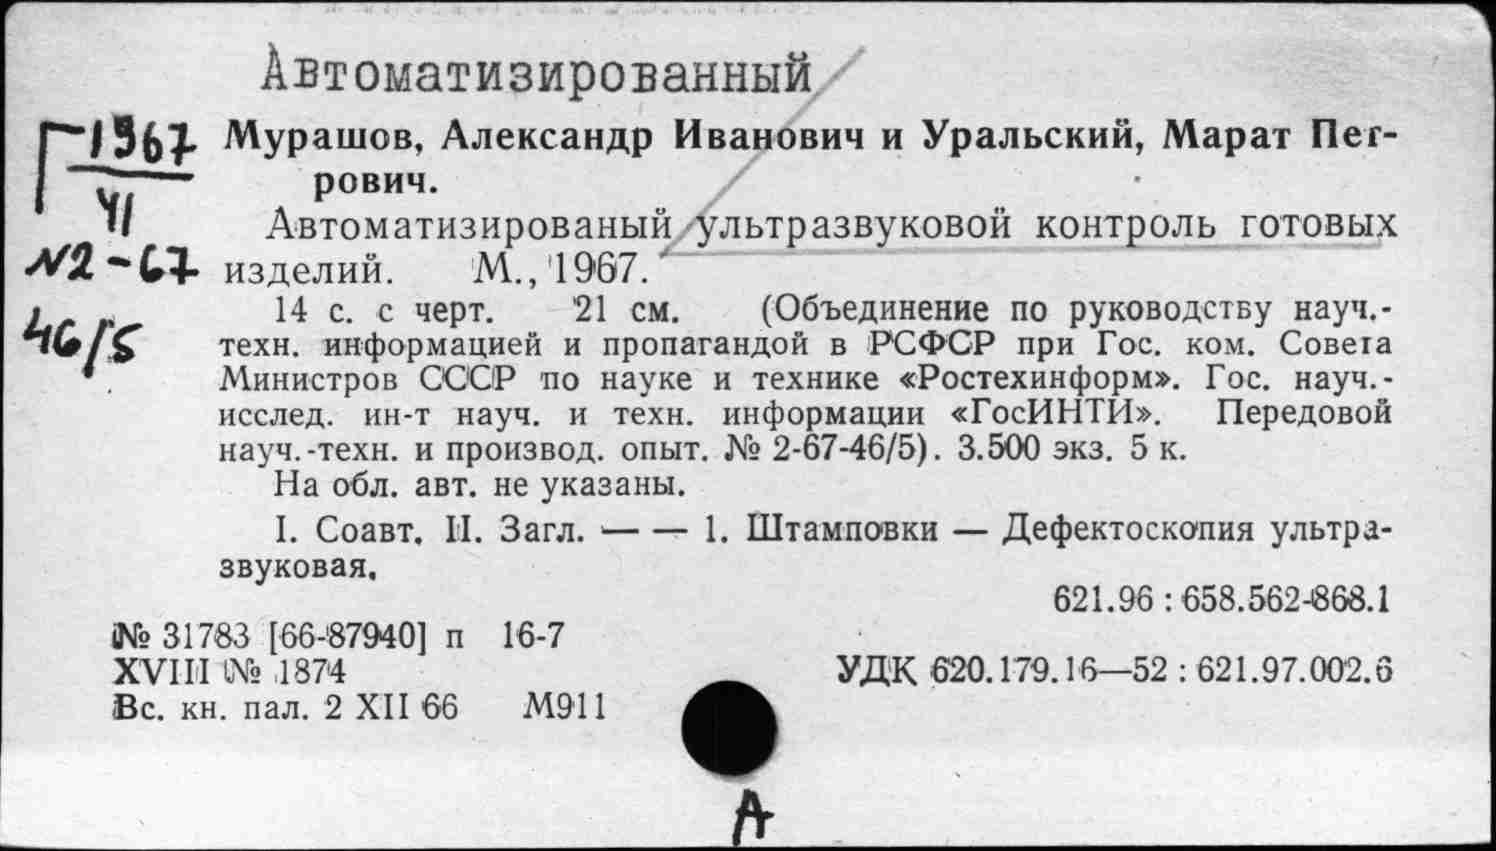 Автоматизированный
Г 1967
41
№2-67
46/5
Мурашов, Александр Иванович и Уральский, Марат Пет-
рович.
Автоматизированый ультразвуковой контроль готовых
изделий. М., 1967.
14 с. с черт. 21 см. (Объединение по руководству науч.-
техн. информацией и пропагандой в РСФСР при Гос. ком. Совета
Министров СССР по науке и технике «Ростехинформ». Гос. науч.-
исслед. ин-т науч. и техн. информации «ГосИНТИ». Передовой
науч.-техн. и производ. опыт. № 2-67-46/5). 3.500 экз. 5 к.
На обл. авт. не указаны.
I. Соавт. II. Загл. — — 1. Штамповки — Дефектоскопия ультра-
звуковая.
621.96 : 658.562-868.1
№ 31783 [66-87940] п 16-7
XVIII № 1874
УДК 620.179.16—52 : 621.97.002.6
Вс. кн. пал. 2 XII 66 М911
А